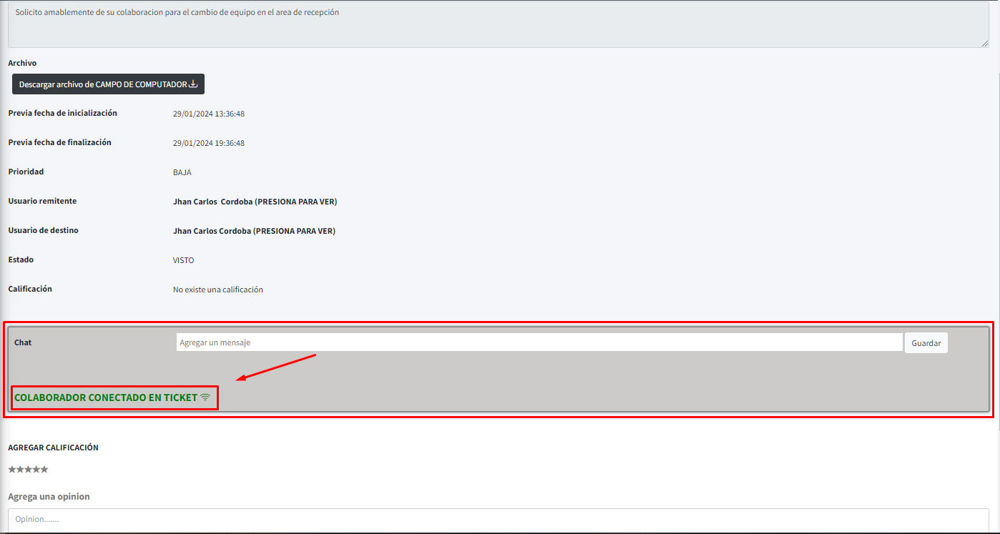 Solicito amablemente de su colaboracion para el cambio de equipo en el area de recepción
Archivo
Descargar archivo de CAMPO DE COMPUTADOR
Previa fecha de inicialización 29/01/2024 13:36:48
Previa fecha de finalización 29/01/2024 19:36:48
Prioridad BAJA
Usuario remitente Jhan Carlos Cordoba (PRESIONA PARA VER)
Usuario de destino Jhan Carlos Cordoba (PRESIONA PARA VER)
Estado VISTO
Calificación No existe una calificación
Chat Agregar un mensaje Guardar
COLABORADOR CONECTADO EN TICKET
AGREGAR CALIFICACIÓN
Agrega una opinion
Opinion.......